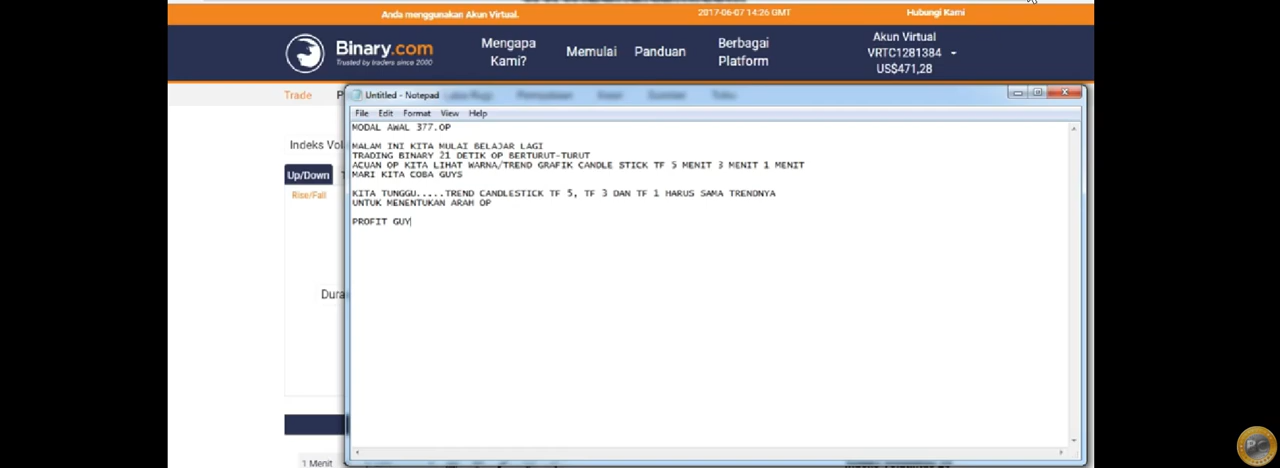 Anda menggunakan Akun Virtual.
2017-06-07 14:26 GMT
Hubungi Kami
Binary.com
Trusted by traders since 2000
Mengapa Kami?
Memulai
Panduan
Berbagai Platform
Akun Virtual
VRTC1281384
US$471,28
Trade
Untitled - Notepad
File Edit Format View Help
MODAL AWAL 377.OP
MALAM INI KITA MULAI BELAJAR LAGI
TRADING BINARY 21 DETIK OP BERTURUT-TURUT
ACUAN OP KITA LIHAT WARNA/TREND GRAFIK CANDLE STICK TF 5 MENIT 3 MENIT 1 MENIT
MARI KITA COBA GUYS
KITA TUNGGU.....TREND CANDLESTICK TF 5, TF 3 DAN TF 1 HARUS SAMA TRENDNYA
UNTUK MENENTUKAN ARAH OP
PROFIT GUY
Indeks Vol
Up/Down
Rise/Fall
Dura
1 Menit